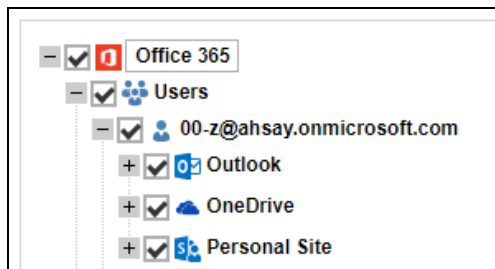 Office 365
Users
00-z@ahsay.onmicrosoft.com
Outlook
OneDrive
Personal Site